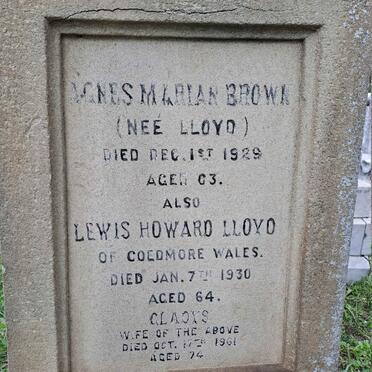 AGNES MARIAN BROWN
(NEÉ LLOYD)
DIED DEC. 1ST 1929
AGED 63.
ALSO
LEWIS HOWARD LLOYD
OF COEDMORE WALES.
DIED JAN. 7TH 1930
AGED 64.
GLADYS
WIFE OF THE ABOVE
DIED OCT. 17TH 1961
AGED 74